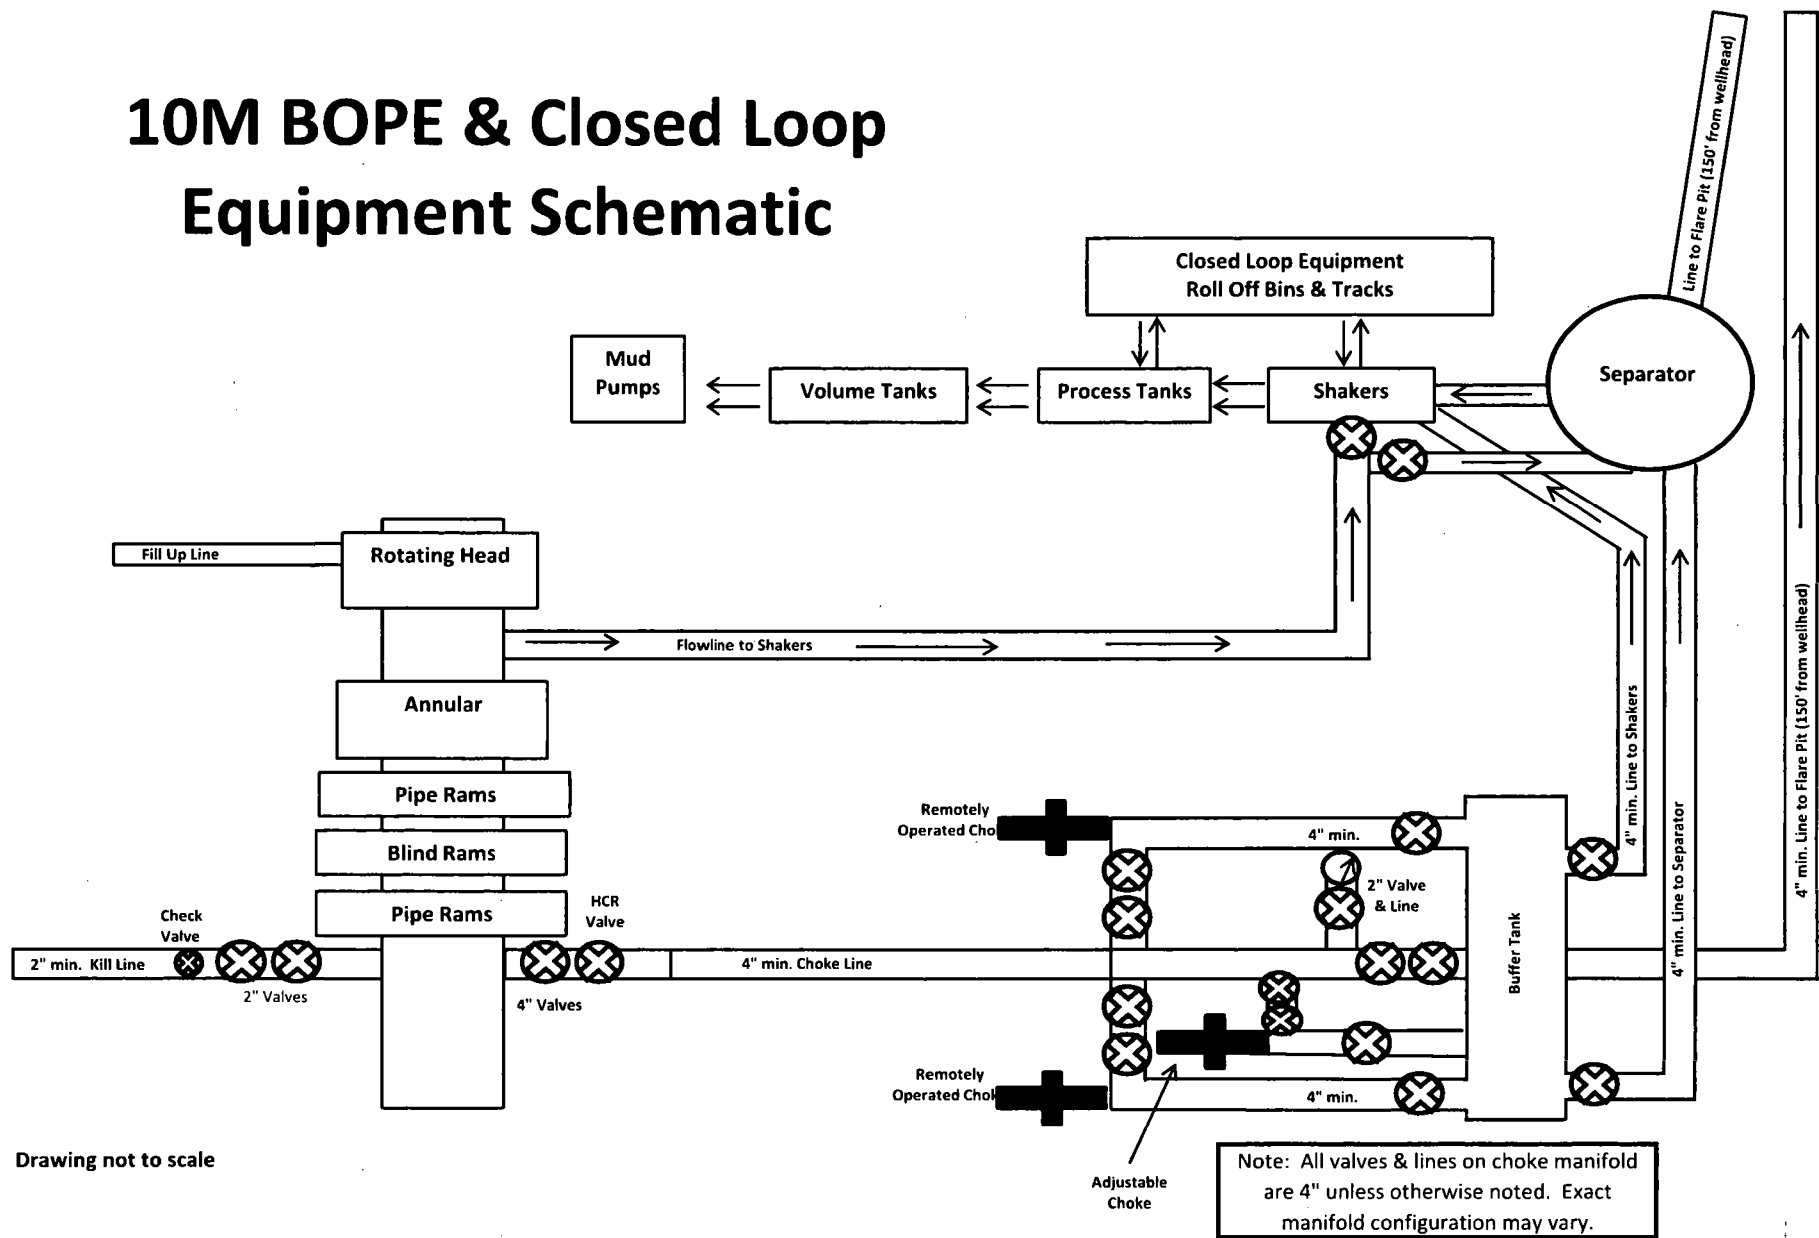 10M BOPE & Closed Loop
Equipment Schematic
Line to Flare Pit (150' from wellhead)
Closed Loop Equipment
Roll Off Bins & Tracks
Mud
Pumps
Volume Tanks
Process Tanks
Shakers
Separator
Fill Up Line
Rotating Head
Flowline to Shakers
Annular
Pipe Rams
Blind Rams
Pipe Rams
Check
Valve
HCR
Valve
2" min. Kill Line
2" Valves
4" Valves
4" min. Choke Line
Remotely
Operated Cho
4" min.
2" Valve
& Line
Buffer Tank
4" min. Line to Shakers
4" min. Line to Separator
4" min. Line to Flare Pit (150' from wellhead)
Remotely
Operated Chok
4" min.
Adjustable
Choke
Drawing not to scale
Note: All valves & lines on choke manifold
are 4" unless otherwise noted. Exact
manifold configuration may vary.